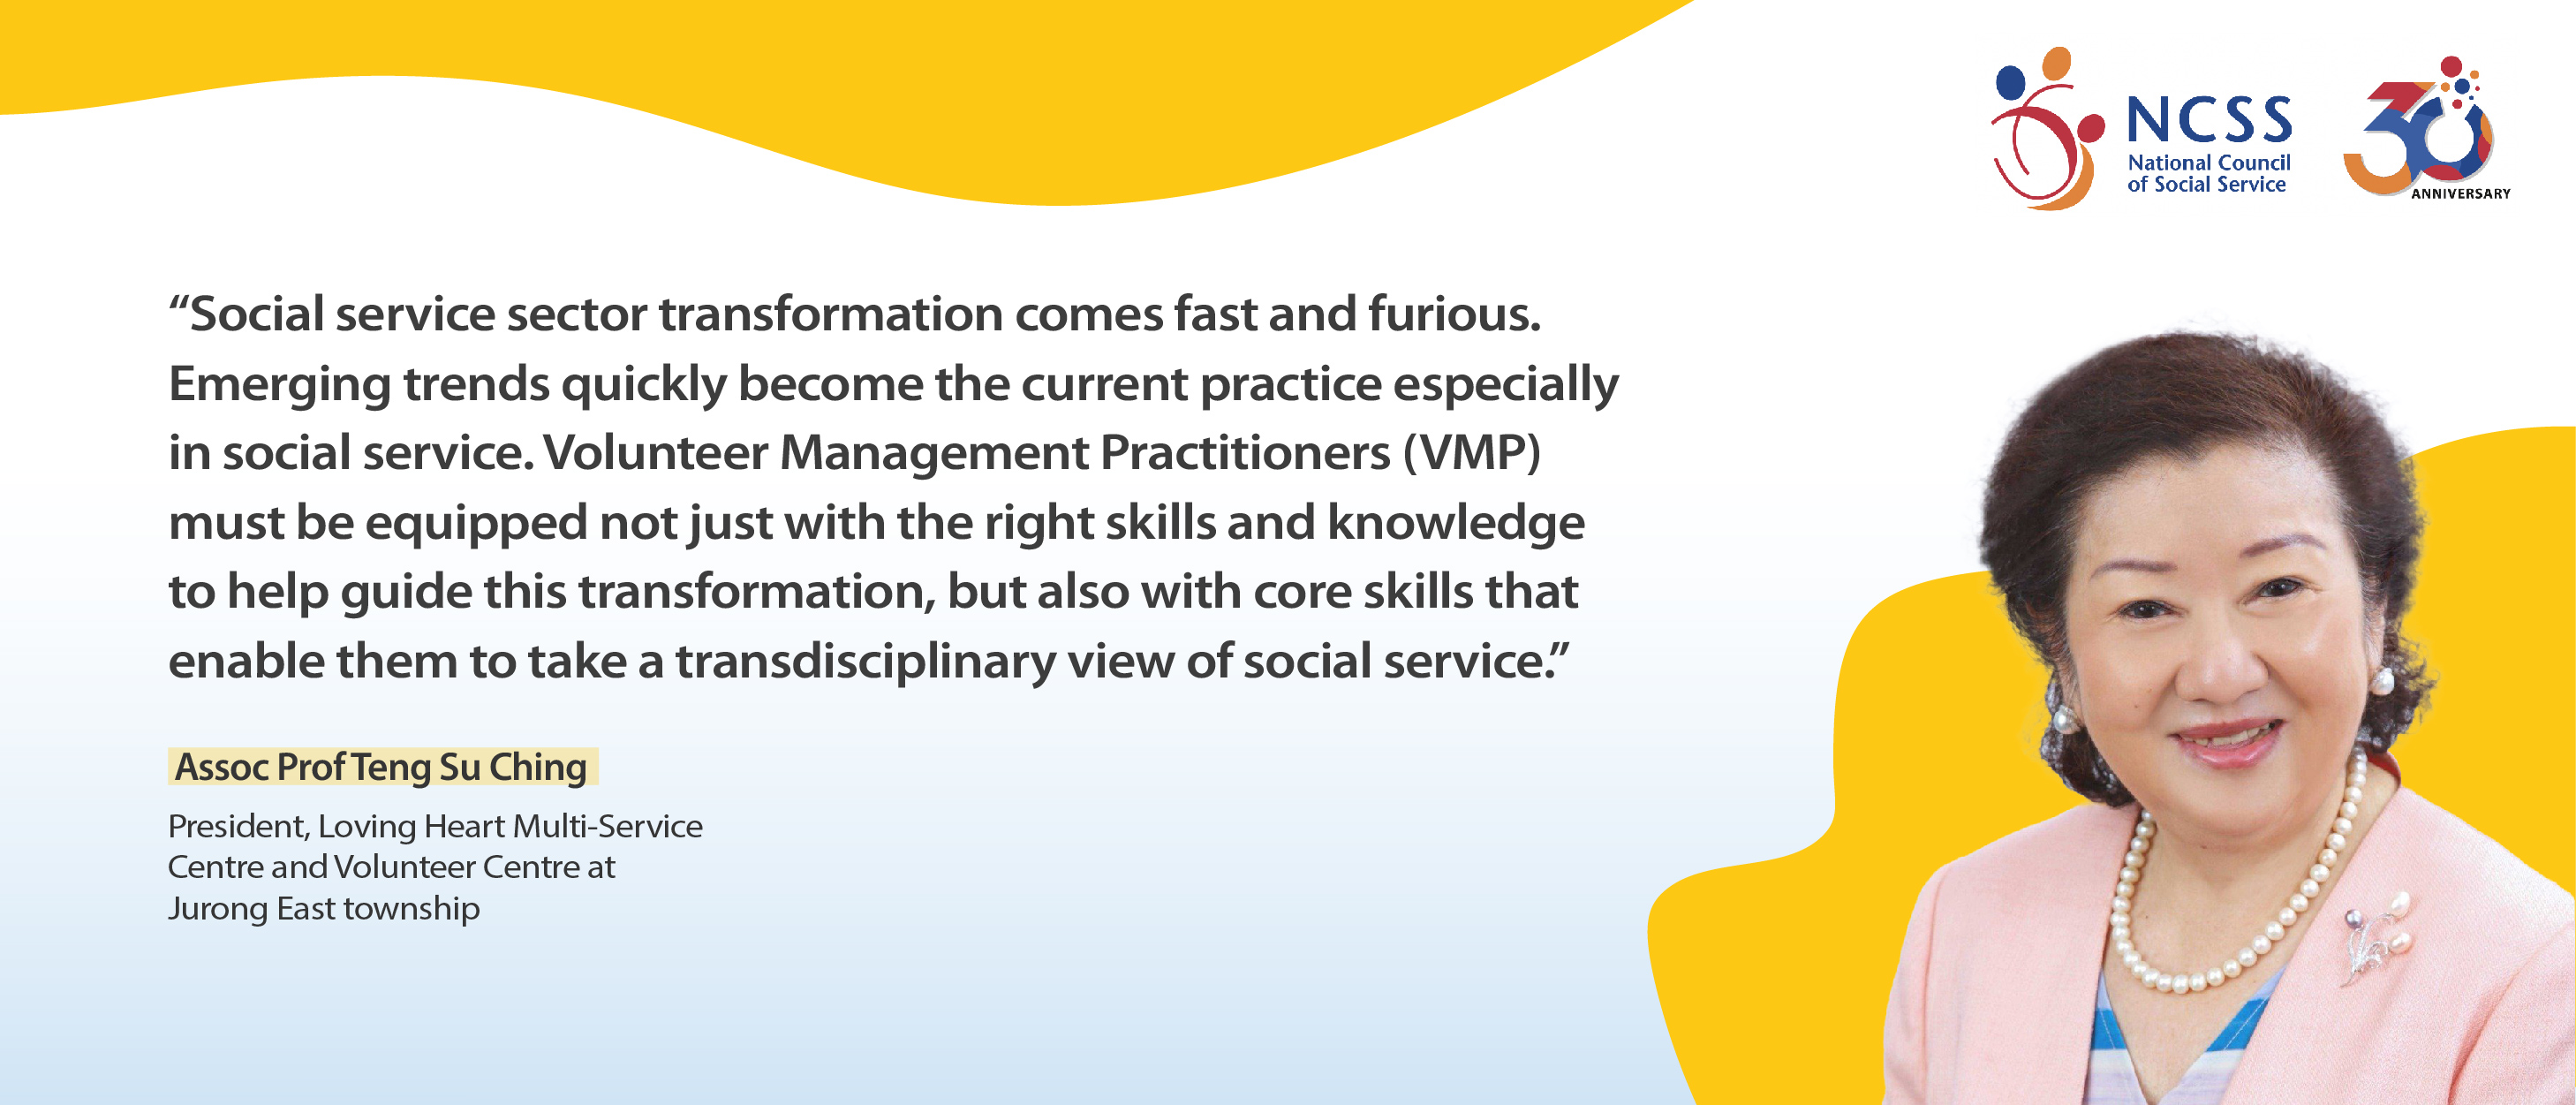 NCSS
National Council
of Social Service
30
ANNIVERSARY
“Social service sector transformation comes fast and furious.
Emerging trends quickly become the current practice especially
in social service. Volunteer Management Practitioners (VMP)
must be equipped not just with the right skills and knowledge
to help guide this transformation, but also with core skills that
enable them to take a transdisciplinary view of social service.”
Assoc Prof Teng Su Ching
President, Loving Heart Multi-Service
Centre and Volunteer Centre at
Jurong East township